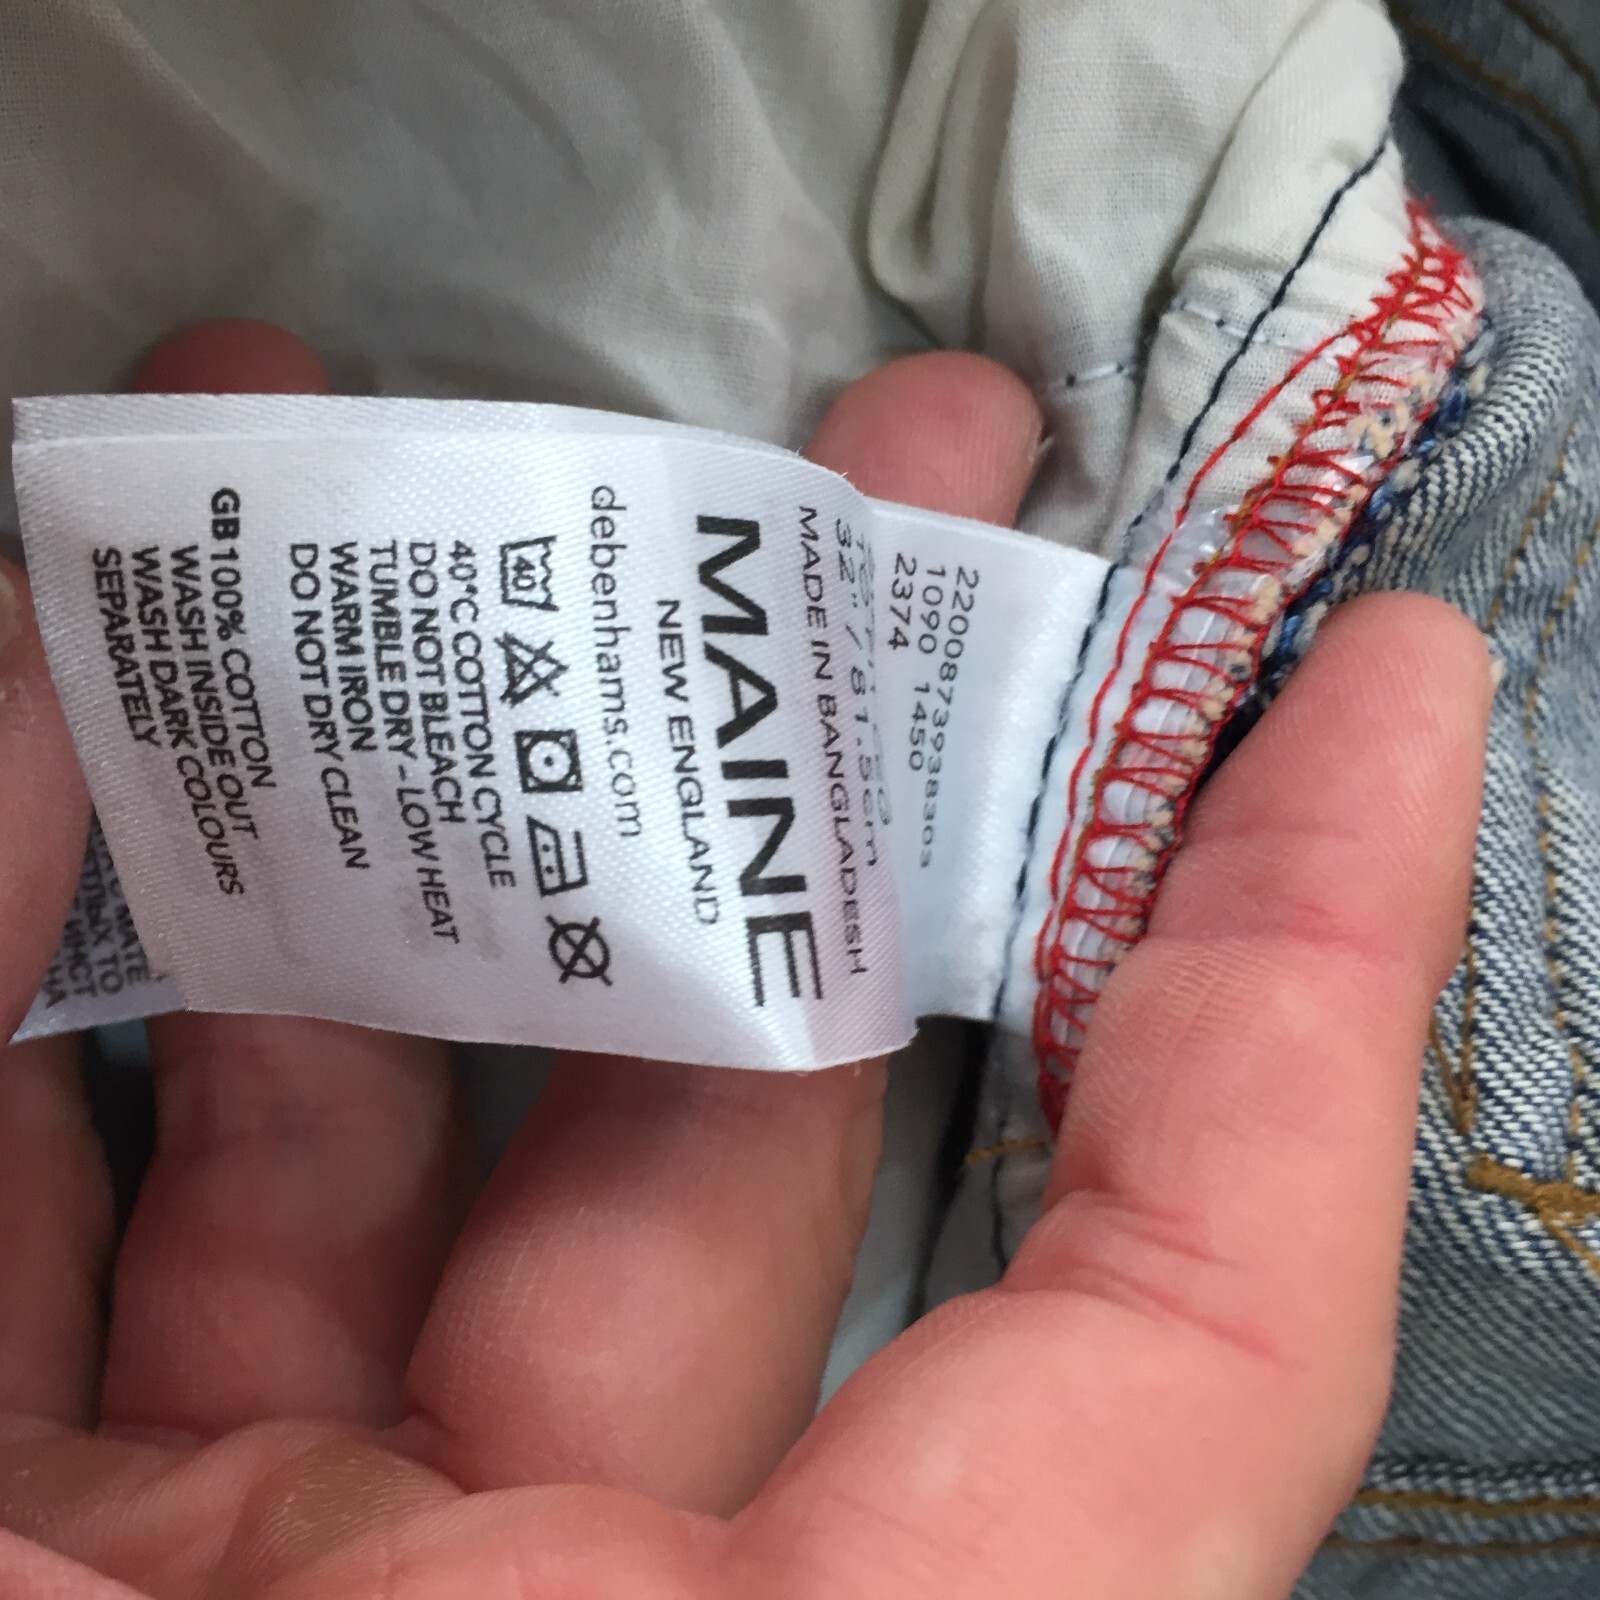 2200873938303
1090 1450
2374
32" / 81.5cm
MADE IN BANGLADESH
MAINE
NEW ENGLAND
debenhams.com
40
40°C COTTON CYCLE
DO NOT BLEACH
TUMBLE DRY - LOW HEAT
WARM IRON
DO NOT DRY CLEAN
GB 100% COTTON
WASH INSIDE OUT
WASH DARK COLOURS
SEPARATELY